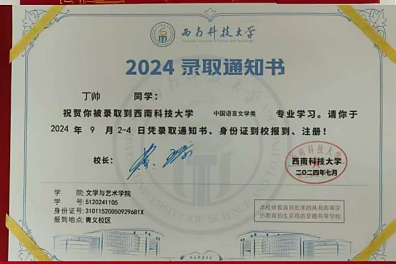 西南科技大学
2024 录取通知书
丁帅 同学：
祝贺你被录取到西南科技大学 中国语言文学类 专业学习。请你于
2024 年 9 月 2-4 日凭录取通知书、身份证到校报到、注册！
校长：
西南科技大学
二〇二四年七月
学 院: 文学与艺术学院
学 号: 5120241105
身份证号: 51011520050929681X
报到地点: 青义校区